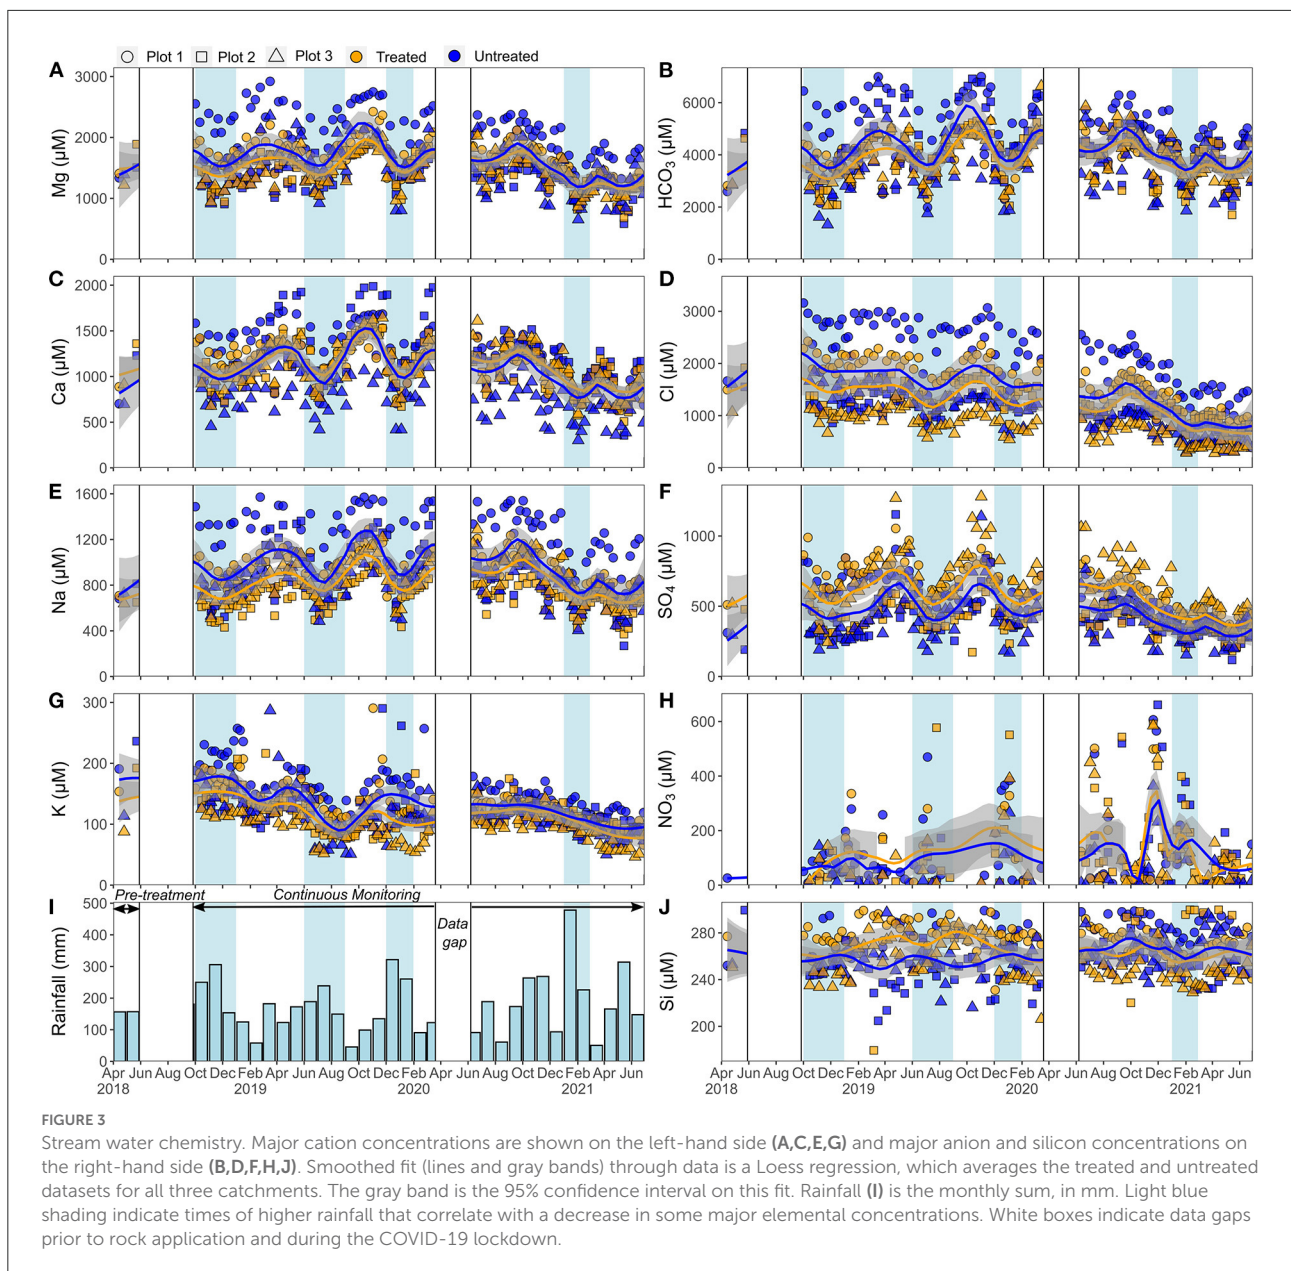 Plot 1 Plot 2 Plot 3 Treated Untreated
A
3000
2000
1000
0
Mg (µM)
B
6000
4000
2000
0
HCO₃ (µM)
C
2000
1500
1000
500
0
Ca (µM)
D
3000
2000
1000
0
Cl (µM)
E
1600
1200
800
400
0
Na (µM)
F
1000
500
0
SO₄ (µM)
G
300
200
100
0
K (µM)
H
600
400
200
0
NO₃ (µM)
Pre-treatment Continuous Monitoring
I
500
400
300
200
100
0
Rainfall (mm)
Data
gap
J
280
240
200
Si (µM)
Apr Jun Aug Oct Dec Feb Apr Jun Aug Oct Dec Feb Apr Jun Aug Oct Dec Feb Apr Jun
2018 2019 2020 2021
Apr Jun Aug Oct Dec Feb Apr Jun Aug Oct Dec Feb Apr Jun Aug Oct Dec Feb Apr Jun
2018 2019 2020 2021
FIGURE 3
Stream water chemistry. Major cation concentrations are shown on the left-hand side (A,C,E,G) and major anion and silicon concentrations on
the right-hand side (B,D,F,H,J). Smoothed fit (lines and gray bands) through data is a Loess regression, which averages the treated and untreated
datasets for all three catchments. The gray band is the 95% confidence interval on this fit. Rainfall (I) is the monthly sum, in mm. Light blue
shading indicate times of higher rainfall that correlate with a decrease in some major elemental concentrations. White boxes indicate data gaps
prior to rock application and during the COVID-19 lockdown.